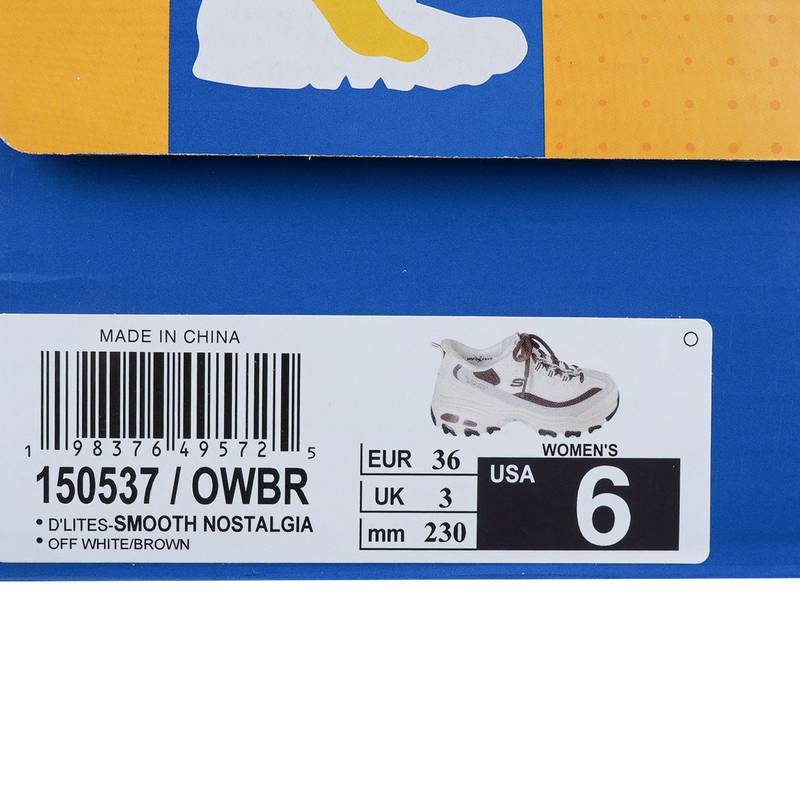 MADE IN CHINA
1 98376 49572 5
150537 / OWBR
• D'LITES-SMOOTH NOSTALGIA
• OFF WHITE/BROWN
EUR 36
UK 3
mm 230
WOMEN'S
USA 6